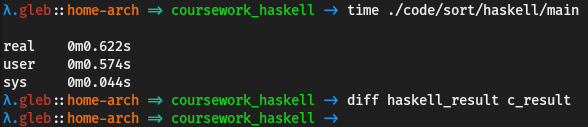 λ.gleb::home-arch ⇒ coursework_haskell → time ./code/sort/haskell/main
real 0m0.622s
user 0m0.574s
sys 0m0.044s
λ.gleb::home-arch ⇒ coursework_haskell → diff haskell_result c_result
λ.gleb::home-arch ⇒ coursework_haskell →